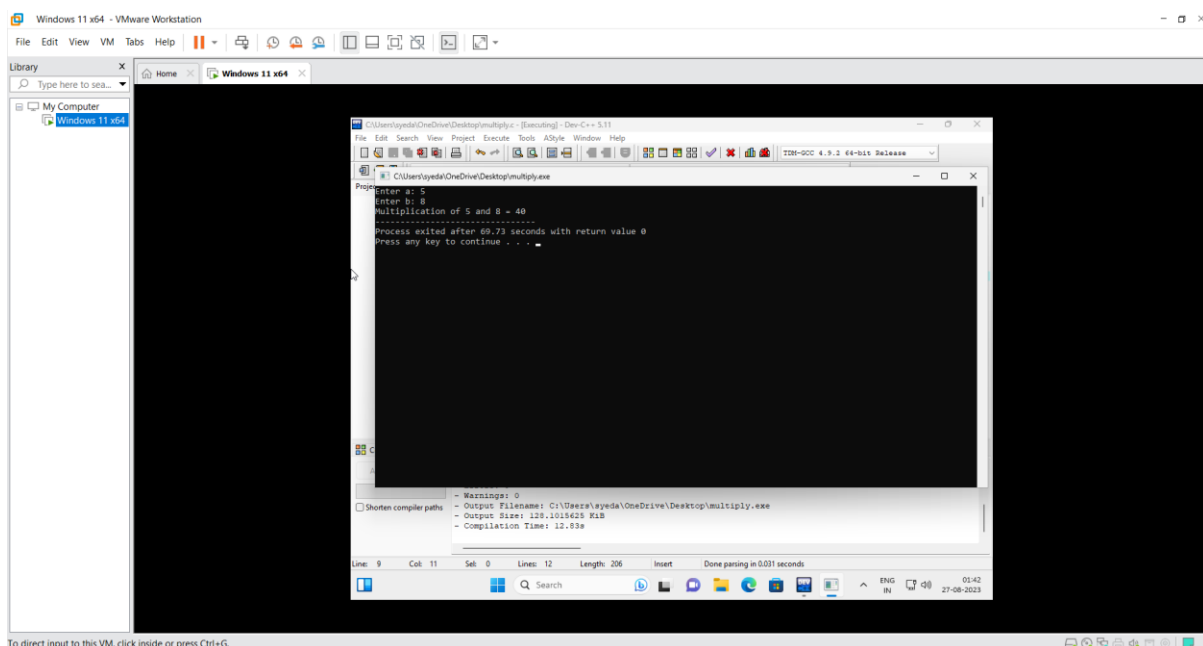 Windows 11 x64 - VMware Workstation
File Edit View VM Tabs Help
Library X
Home Windows 11 x64
Type here to sea...
My Computer
Windows 11 x64
C:\Users\syeda\OneDrive\Desktop\multiply.c - [Executing] - Dev-C++ 5.11
File Edit Search View Project Execute Tools AStyle Window Help
TDM-GCC 4.9.2 64-bit Release
C:\Users\syeda\OneDrive\Desktop\multiply.exe
Enter a: 5
Enter b: 8
Multiplication of 5 and 8 = 40
--------------------------------
Process exited after 69.73 seconds with return value 0
Press any key to continue . . .
- Warnings: 0
Shorten compiler paths
- Output Filename: C:\Users\syeda\OneDrive\Desktop\multiply.exe
- Output Size: 128.1015625 KiB
- Compilation Time: 12.83s
Line: 9 Col: 11 Sel: 0 Lines: 12 Length: 206 Insert Done parsing in 0.031 seconds
Search
ENG
IN
01:42
27-08-2023
To direct input to this VM, click inside or press Ctrl+G.